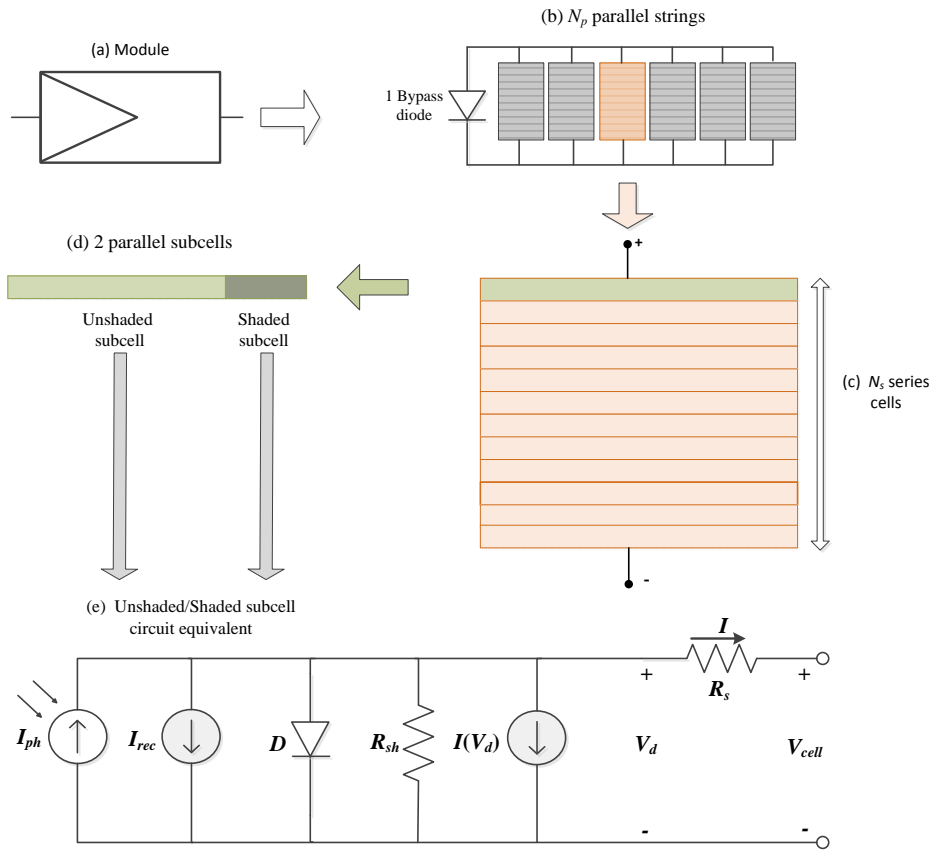 (a) Module
(b) Np parallel strings
1 Bypass
diode
(d) 2 parallel subcells
+
Unshaded
subcell
Shaded
subcell
(c) Ns series
cells
-
(e) Unshaded/Shaded subcell
circuit equivalent
I
+
Rs
+
Iph
Irec
D
Rsh
I(Vd)
Vd
Vcell
-
-